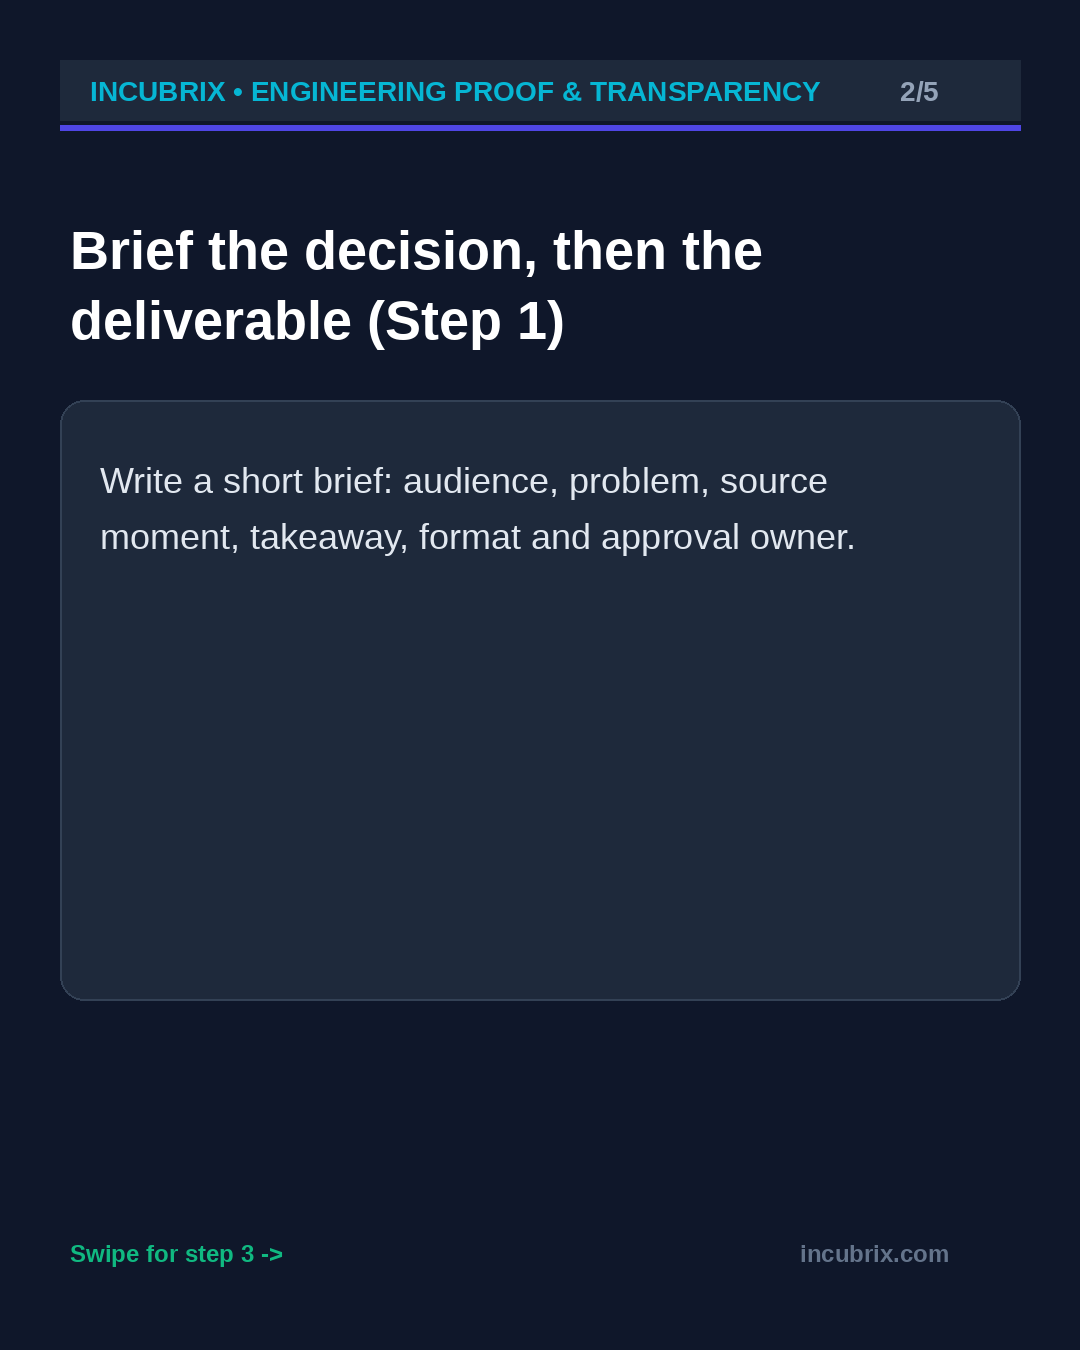 INCUBRIX • ENGINEERING PROOF & TRANSPARENCY 2/5
Brief the decision, then the
deliverable (Step 1)
Write a short brief: audience, problem, source
moment, takeaway, format and approval owner.
Swipe for step 3 -> incubrix.com